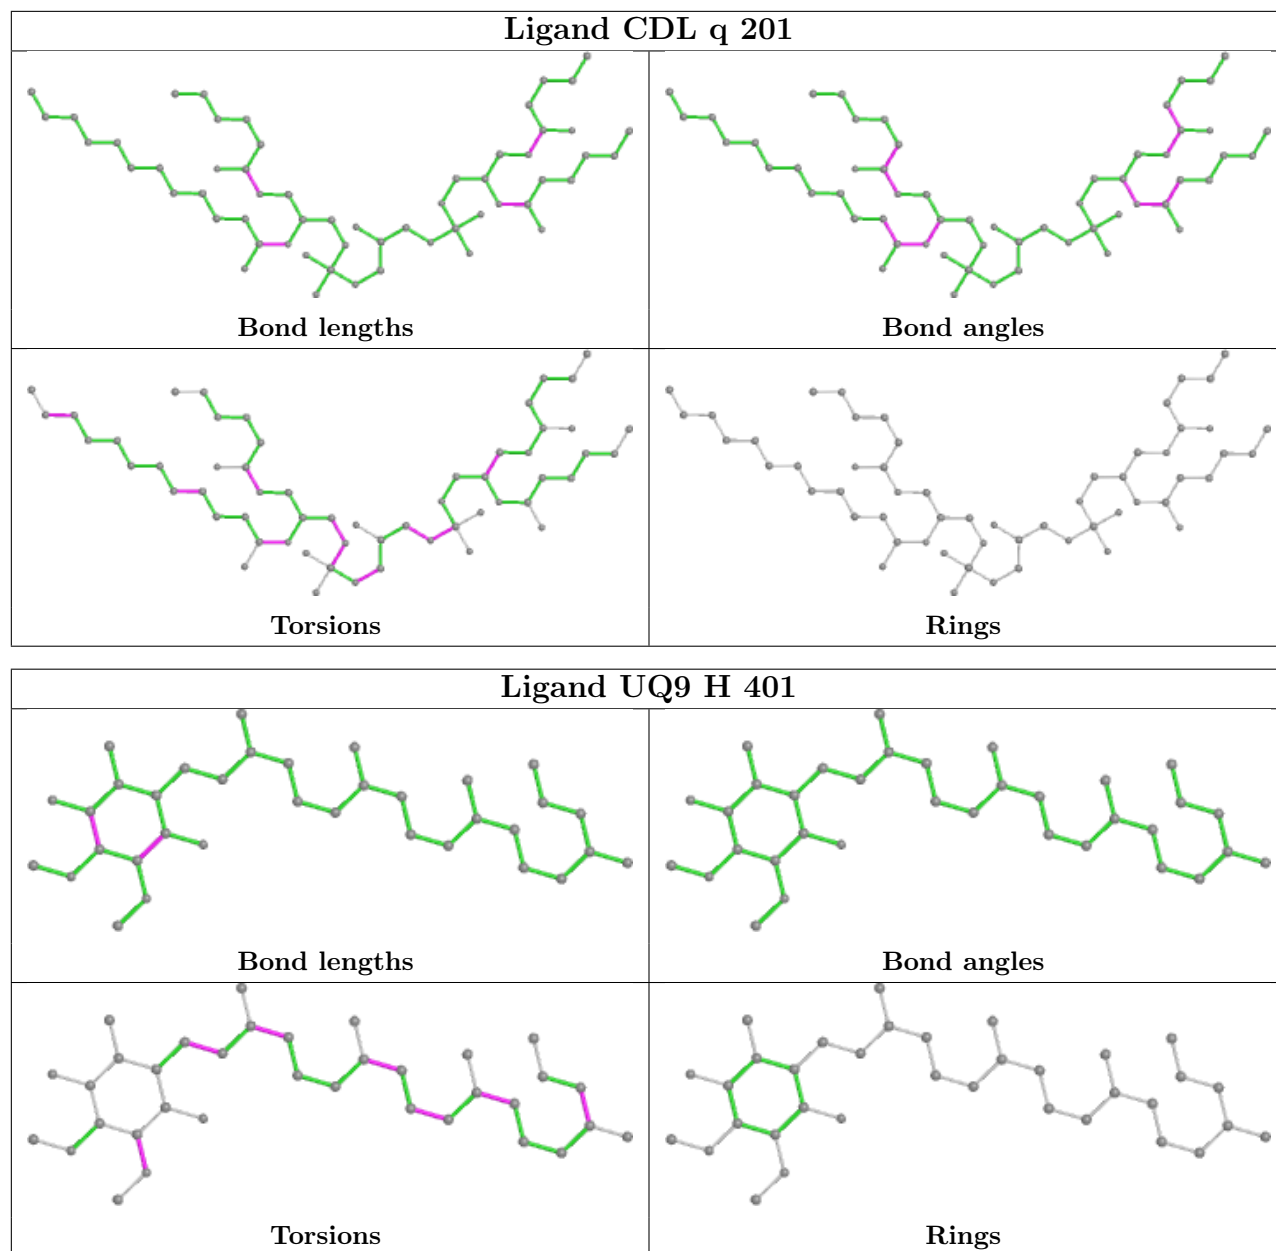 Ligand CDL q 201
Bond lengths
Bond angles
Torsions
Rings
Ligand UQ9 H 401
Bond lengths
Bond angles
Torsions
Rings